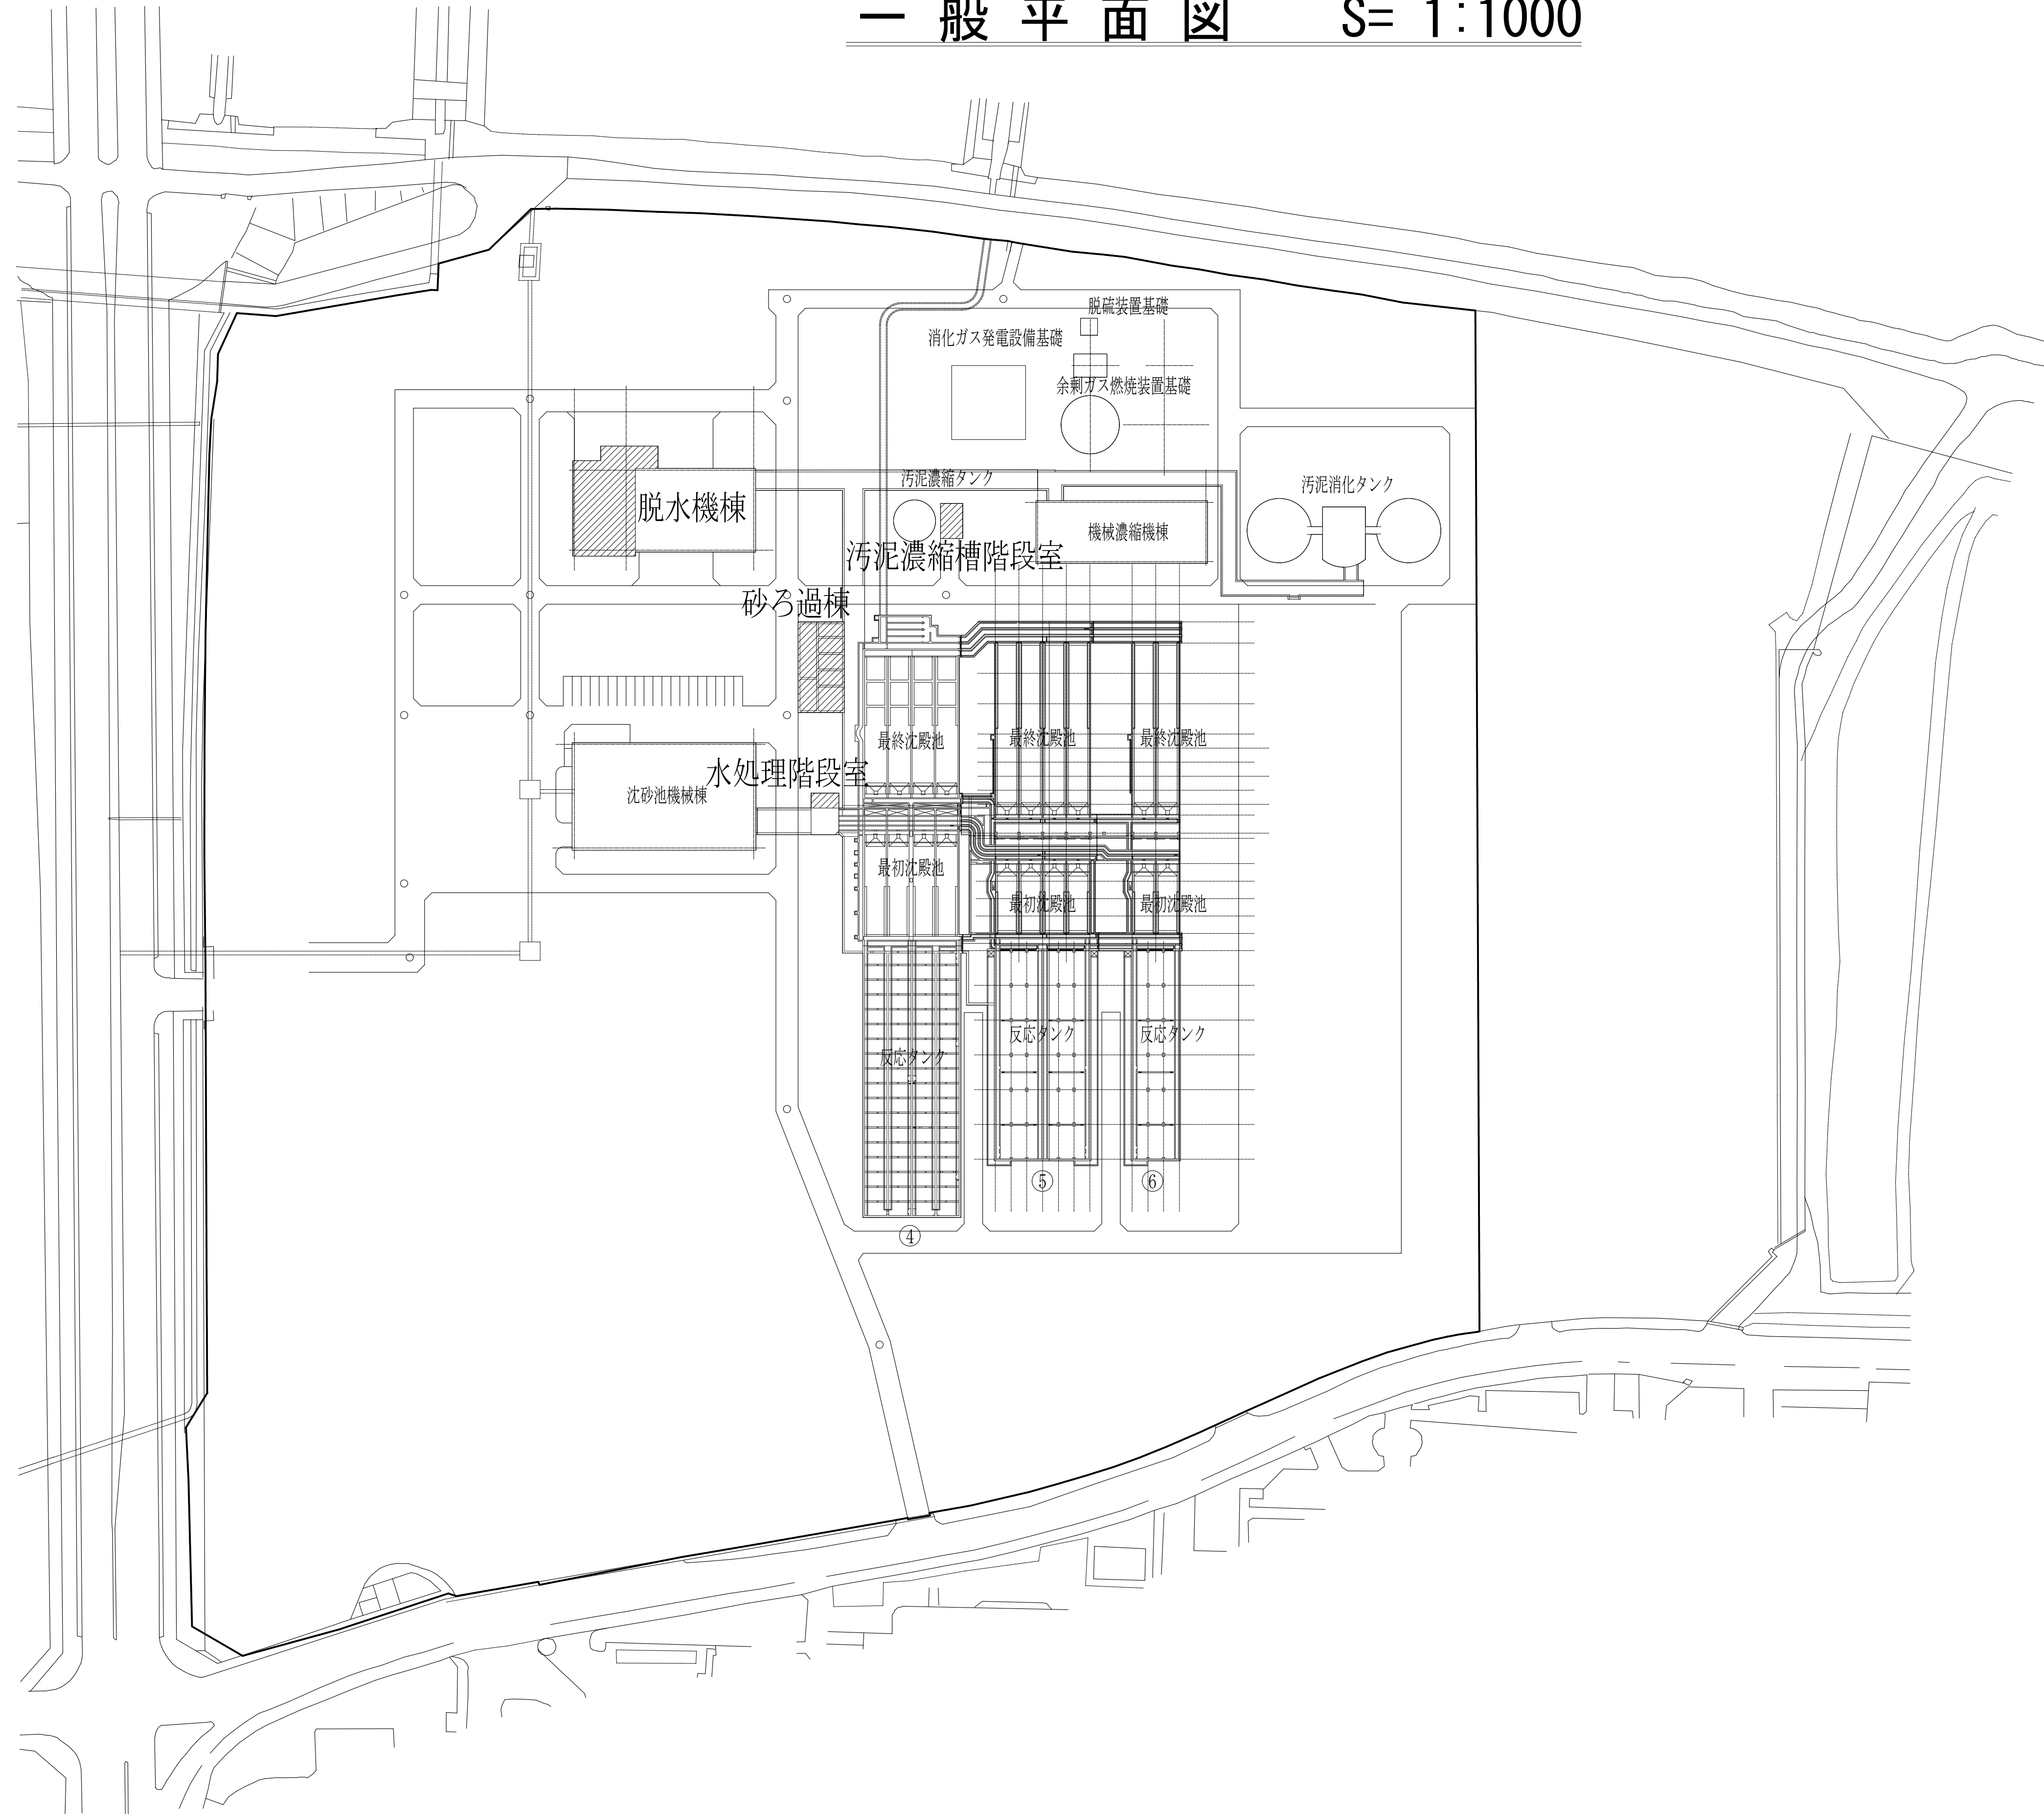 一般平面図 S= 1:1000
脱硫装置基礎
消化ガス発電設備基礎
余剰ガス燃焼装置基礎
汚泥濃縮タンク
汚泥消化タンク
脱水機棟
機械濃縮機棟
汚泥濃縮槽階段室
砂ろ過棟
最終沈殿池
最終沈殿池
最終沈殿池
水処理階段室
沈砂池機械棟
最初沈殿池
最初沈殿池
最初沈殿池
反応タンク
反応タンク
反応タンク
⑤
⑥
④